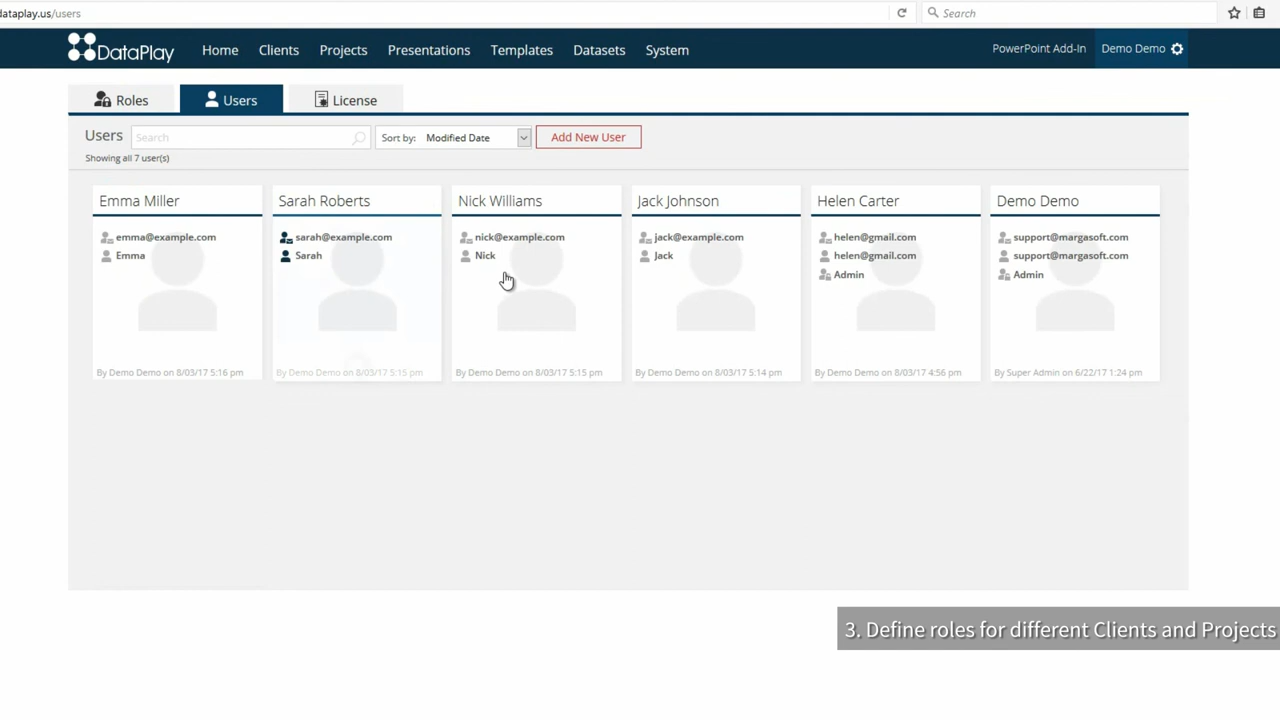 dataplay.us/users
Search
DataPlay
Home
Clients
Projects
Presentations
Templates
Datasets
System
PowerPoint Add-In
Demo Demo
Roles
Users
License
Users
Search
Sort by:
Modified Date
Add New User
Showing all 7 user(s)
Emma Miller
emma@example.com
Emma
By Demo Demo on 8/03/17 5:16 pm
Sarah Roberts
sarah@example.com
Sarah
By Demo Demo on 8/03/17 5:15 pm
Nick Williams
nick@example.com
Nick
By Demo Demo on 8/03/17 5:15 pm
Jack Johnson
jack@example.com
Jack
By Demo Demo on 8/03/17 5:14 pm
Helen Carter
helen@gmail.com
helen@gmail.com
Admin
By Demo Demo on 8/03/17 4:56 pm
Demo Demo
support@margasoft.com
support@margasoft.com
Admin
By Super Admin on 6/22/17 1:24 pm
3. Define roles for different Clients and Projects